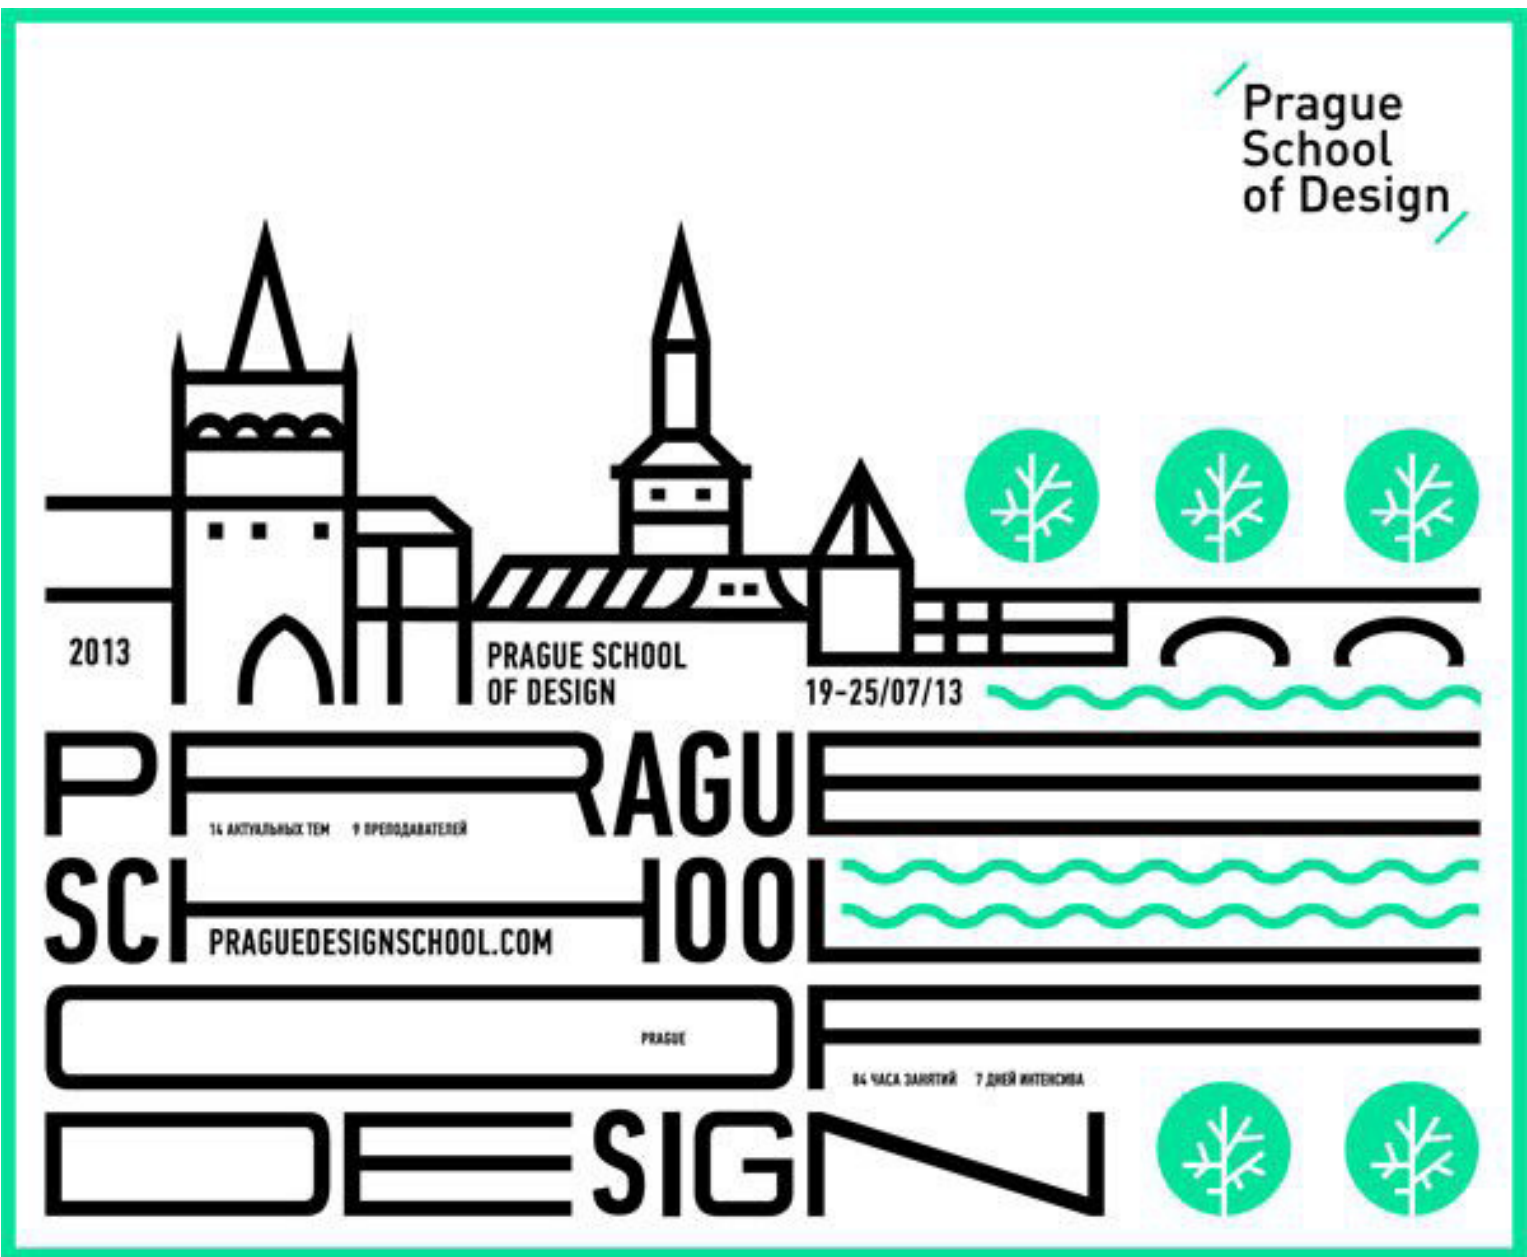 Prague
School
of Design
2013
PRAGUE SCHOOL
OF DESIGN
19-25/07/13
PRAGUE
14 АКТУАЛЬНЫХ ТЕМ 9 ПРЕПОДАВАТЕЛЕЙ
SCHOOL
PRAGUEDESIGNSCHOOL.COM
OF
PRAGUE
84 ЧАСА ЗАНЯТИЙ 7 ДНЕЙ ИНТЕНСИВА
DESIGN